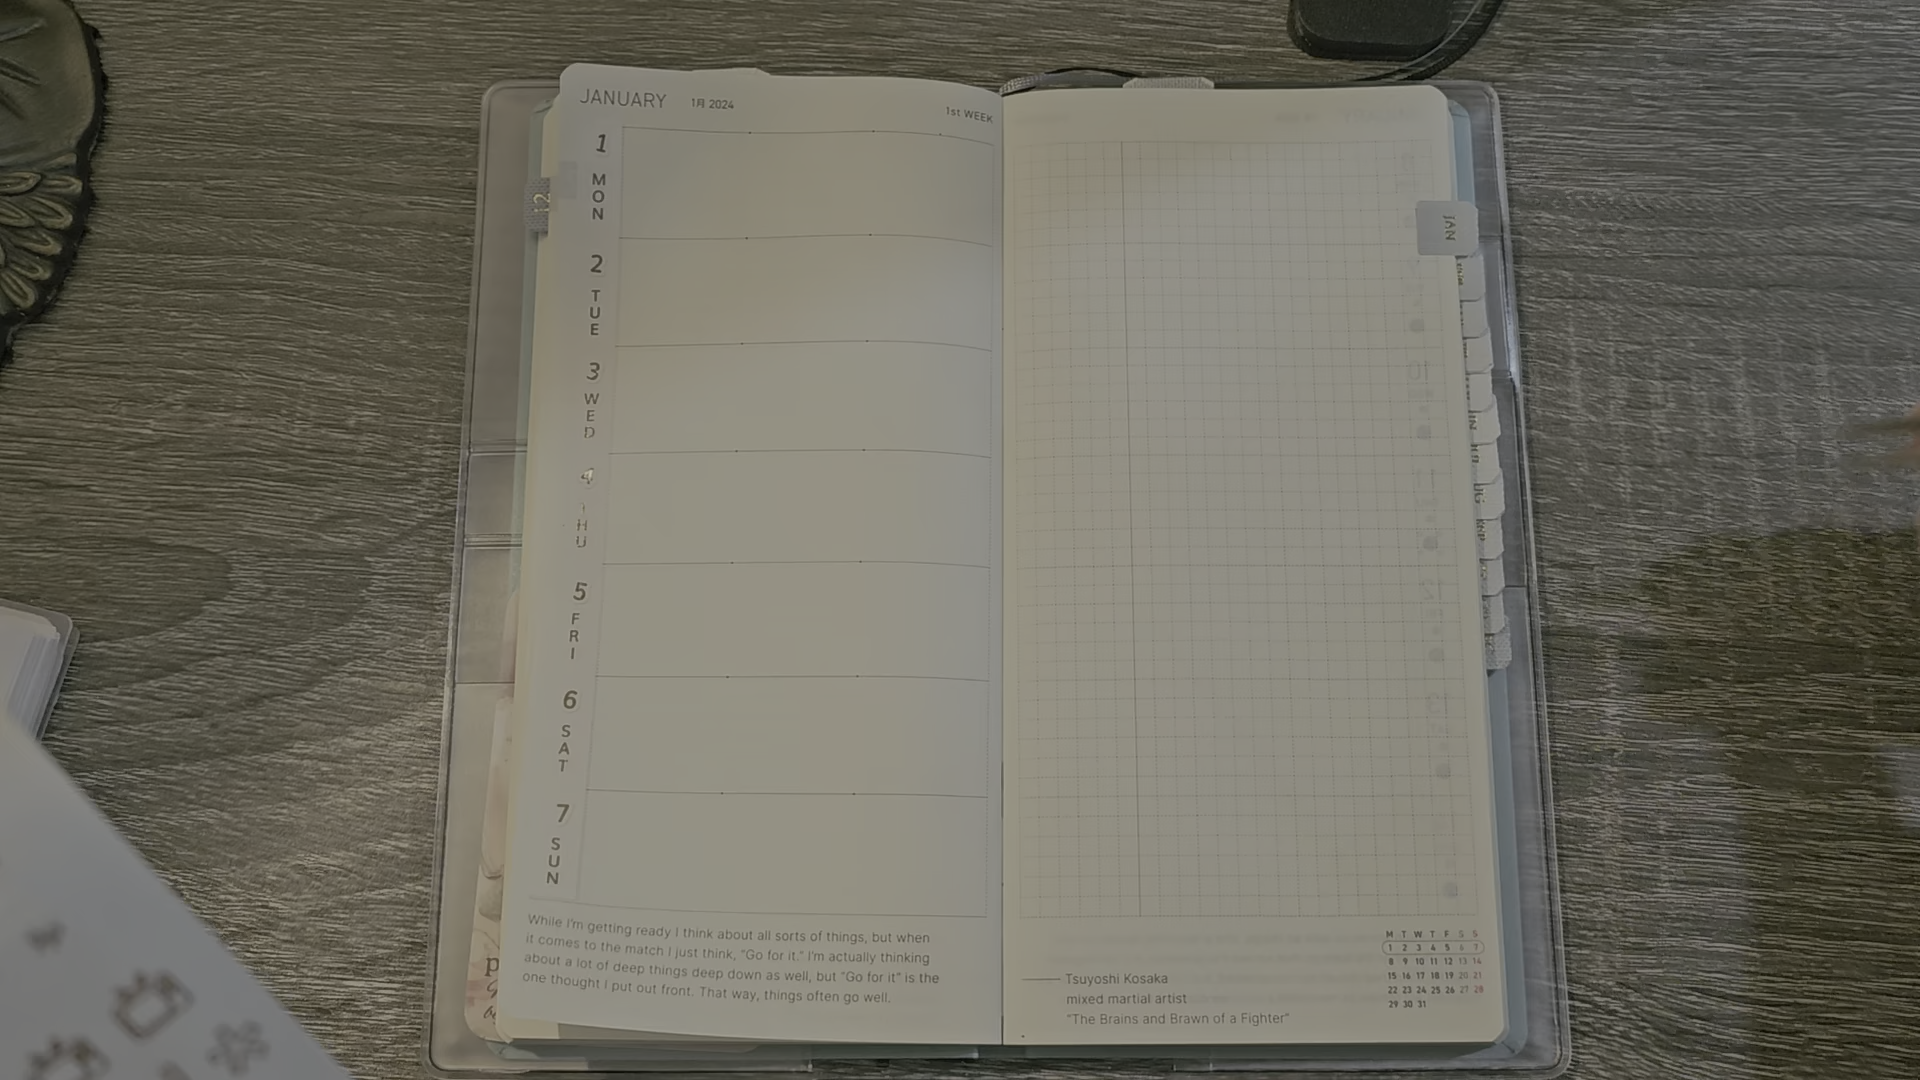 JANUARY 1月 2024
1st WEEK
12
1
MON
2
TUE
3
WED
4
THU
5
FRI
6
SAT
7
SUN
While I'm getting ready I think about all sorts of things, but when
it comes to the match I just think, "Go for it." I'm actually thinking
about a lot of deep things deep down as well, but "Go for it" is the
one thought I put out front. That way, things often go well.
JAN
Tsuyoshi Kosaka
mixed martial artist
"The Brains and Brawn of a Fighter"
M T W T F S S
1 2 3 4 5 6 7
8 9 10 11 12 13 14
15 16 17 18 19 20 21
22 23 24 25 26 27 28
29 30 31